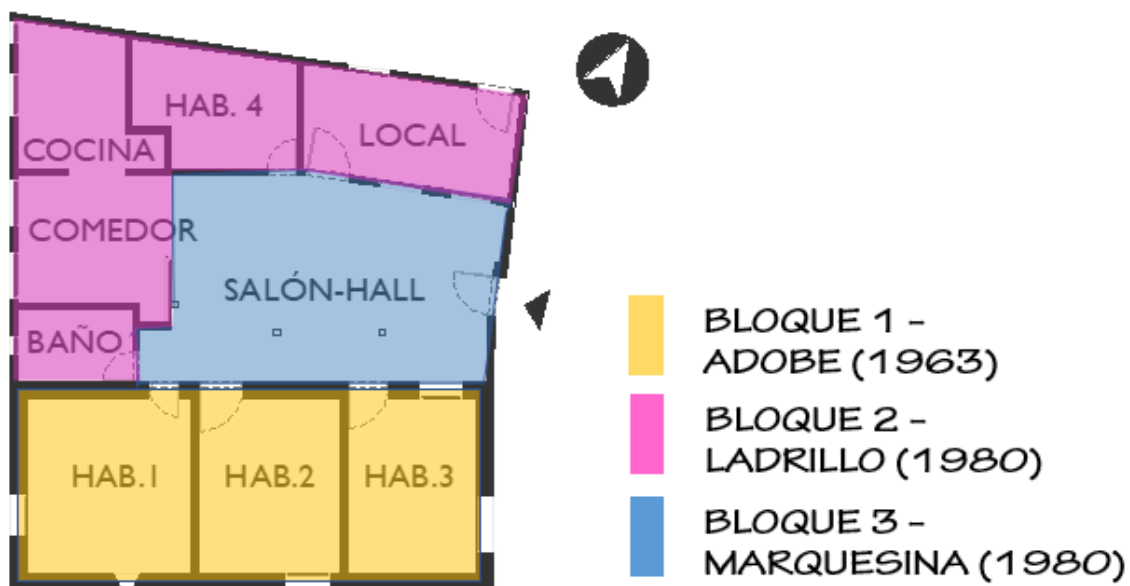 HAB. 4
LOCAL
COCINA
COMEDOR
SALÓN-HALL
BAÑO
HAB.1
HAB.2
HAB.3
BLOQUE 1 -
ADOBE (1963)
BLOQUE 2 -
LADRILLO (1980)
BLOQUE 3 -
MARQUESINA (1980)